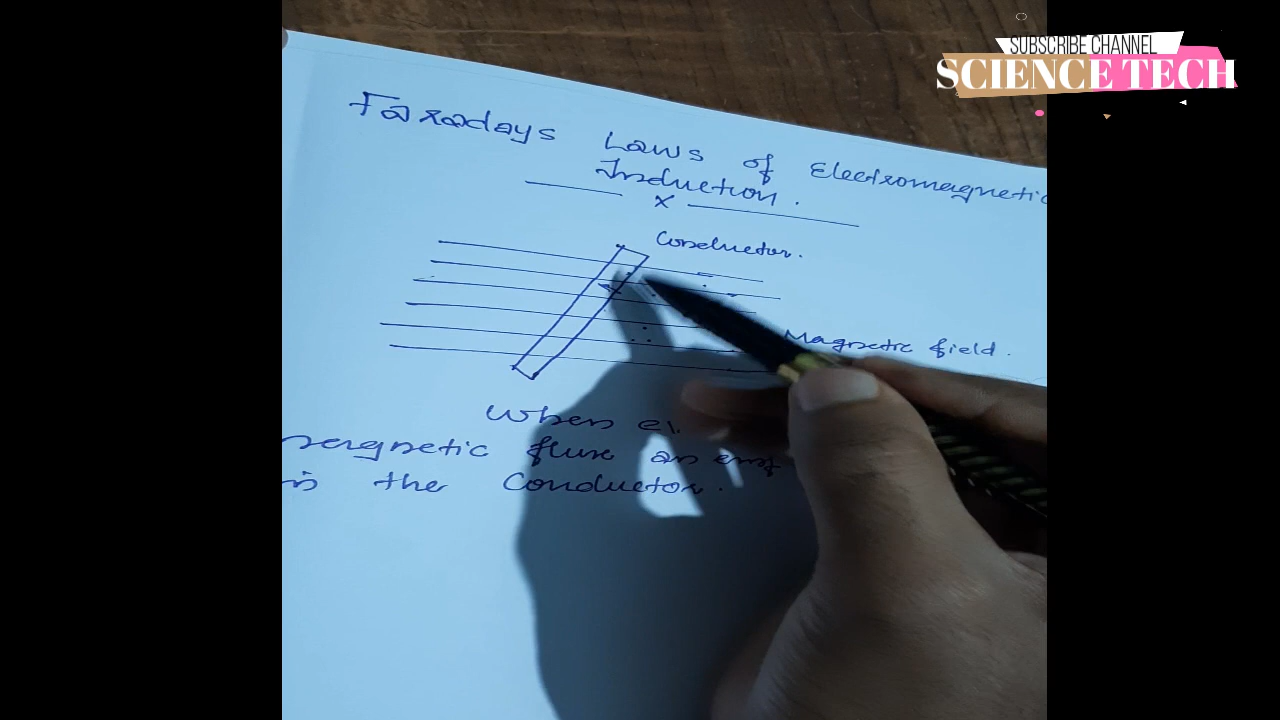 SUBSCRIBE CHANNEL
SCIENCE TECH
Faradays Laws of Electromagnetic
Induction.
x
Conductor.
Magnetic field.
When
magnetic flux an emf
in the Conductor.